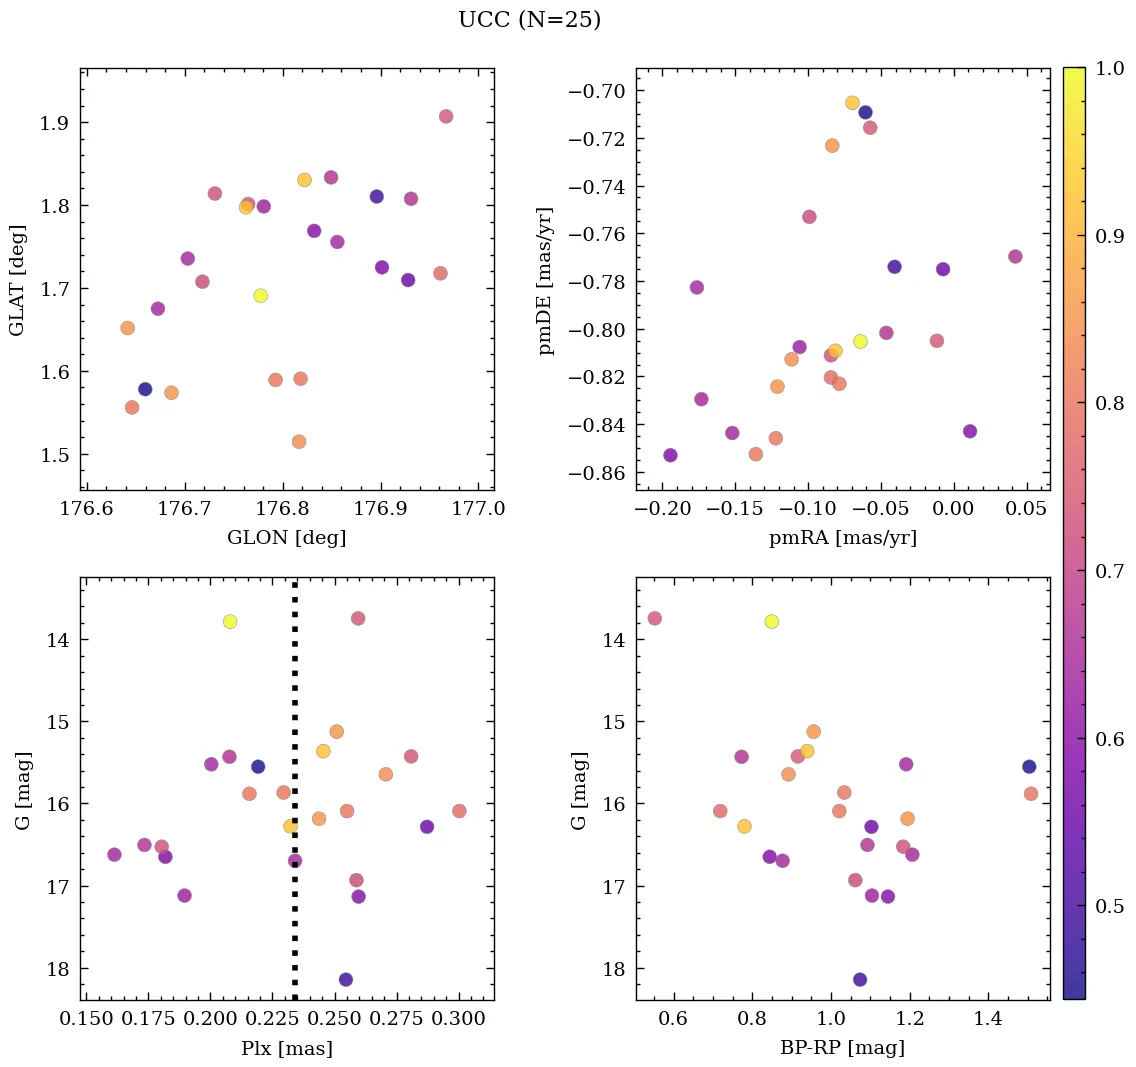 UCC (N=25)
1.9
1.8
1.7
1.6
1.5
GLAT [deg]
176.6 176.7 176.8 176.9 177.0
GLON [deg]
−0.70
−0.72
−0.74
−0.76
−0.78
−0.80
−0.82
−0.84
−0.86
pmDE [mas/yr]
−0.20 −0.15 −0.10 −0.05 0.00 0.05
pmRA [mas/yr]
14
15
16
17
18
G [mag]
0.150 0.175 0.200 0.225 0.250 0.275 0.300
Plx [mas]
14
15
16
17
18
G [mag]
0.6 0.8 1.0 1.2 1.4
BP-RP [mag]
1.0
0.9
0.8
0.7
0.6
0.5